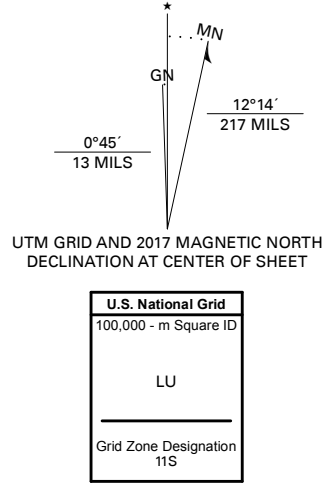 ★
MN
GN
12°14´
217 MILS
0°45´
13 MILS
UTM GRID AND 2017 MAGNETIC NORTH
DECLINATION AT CENTER OF SHEET
U.S. National Grid
100,000 - m Square ID
LU
Grid Zone Designation
11S